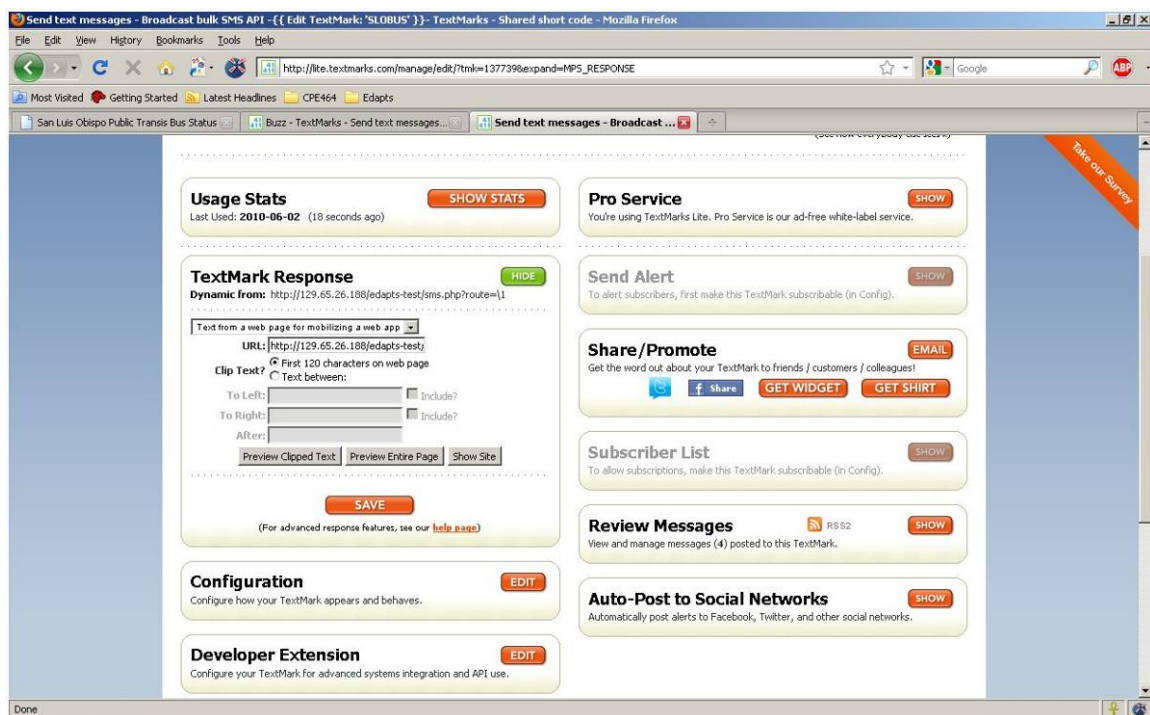 Send text messages - Broadcast bulk SMS API -{{ Edit TextMark: 'SLOBUS' }}- TextMarks - Shared short code - Mozilla Firefox
File Edit View History Bookmarks Tools Help
http://lite.textmarks.com/manage/edit/?tmk=137739&expand=MPS_RESPONSE
Google
ABP
Most Visited Getting Started Latest Headlines CPE464 Edapts
San Luis Obispo Public Transis Bus Status
Buzz - TextMarks - Send text messages...
Send text messages - Broadcast ...
Take our Survey
Usage Stats
SHOW STATS
Last Used: 2010-06-02 (18 seconds ago)
Pro Service
SHOW
You're using TextMarks Lite. Pro Service is our ad-free white-label service.
TextMark Response
HIDE
Dynamic from: http://129.65.26.188/edapts-test/sms.php?route=\1
Text from a web page for mobilizing a web app
URL: http://129.65.26.188/edapts-test/
Clip Text? First 120 characters on web page
Text between:
To Left: Include?
To Right: Include?
After:
Preview Clipped Text Preview Entire Page Show Site
SAVE
(For advanced response features, see our help page)
Configuration
EDIT
Configure how your TextMark appears and behaves.
Developer Extension
EDIT
Configure your TextMark for advanced systems integration and API use.
Send Alert
SHOW
To alert subscribers, first make this TextMark subscribable (in Config).
Share/Promote
EMAIL
Get the word out about your TextMark to friends / customers / colleagues!
f Share GET WIDGET GET SHIRT
Subscriber List
SHOW
To allow subscriptions, make this TextMark subscribable (in Config).
Review Messages
RSS2
SHOW
View and manage messages (4) posted to this TextMark.
Auto-Post to Social Networks
SHOW
Automatically post alerts to Facebook, Twitter, and other social networks.
Done